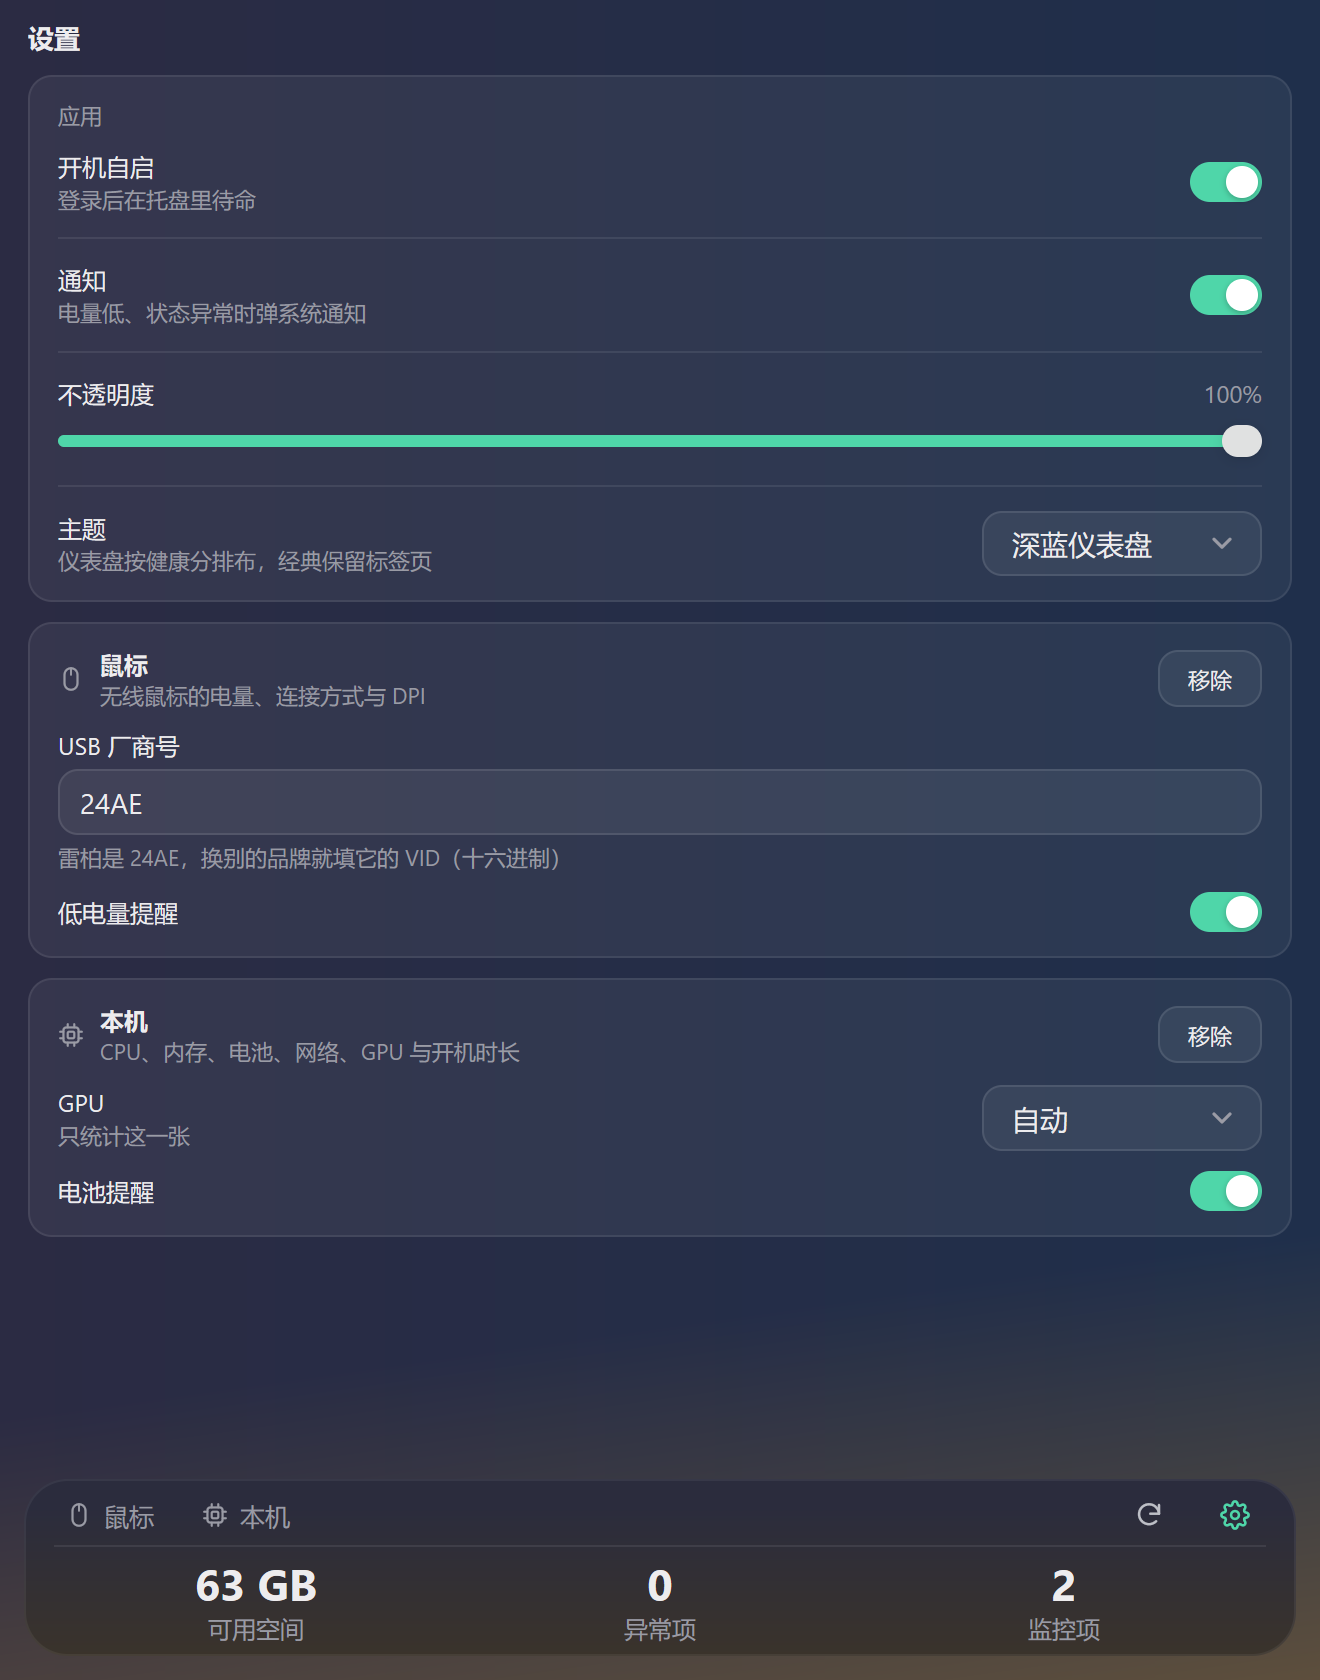 设置
应用
开机自启
登录后在托盘里待命
通知
电量低、状态异常时弹系统通知
不透明度
100%
主题
仪表盘按健康分排布，经典保留标签页
深蓝仪表盘
鼠标
无线鼠标的电量、连接方式与 DPI
移除
USB 厂商号
24AE
雷柏是 24AE，换别的品牌就填它的 VID（十六进制）
低电量提醒
本机
CPU、内存、电池、网络、GPU 与开机时长
移除
GPU
只统计这一张
自动
电池提醒
鼠标 本机
63 GB 0 2
可用空间 异常项 监控项